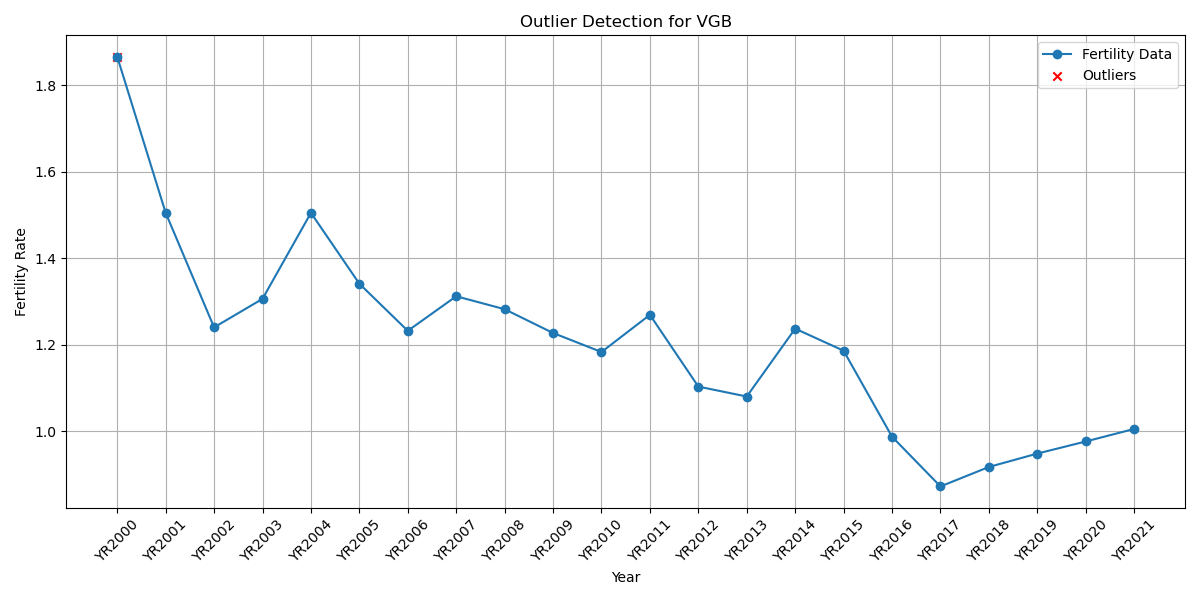 Outlier Detection for VGB
Fertility Data
Outliers
Fertility Rate
1.8
1.6
1.4
1.2
1.0
YR2000
YR2001
YR2002
YR2003
YR2004
YR2005
YR2006
YR2007
YR2008
YR2009
YR2010
YR2011
YR2012
YR2013
YR2014
YR2015
YR2016
YR2017
YR2018
YR2019
YR2020
YR2021
Year